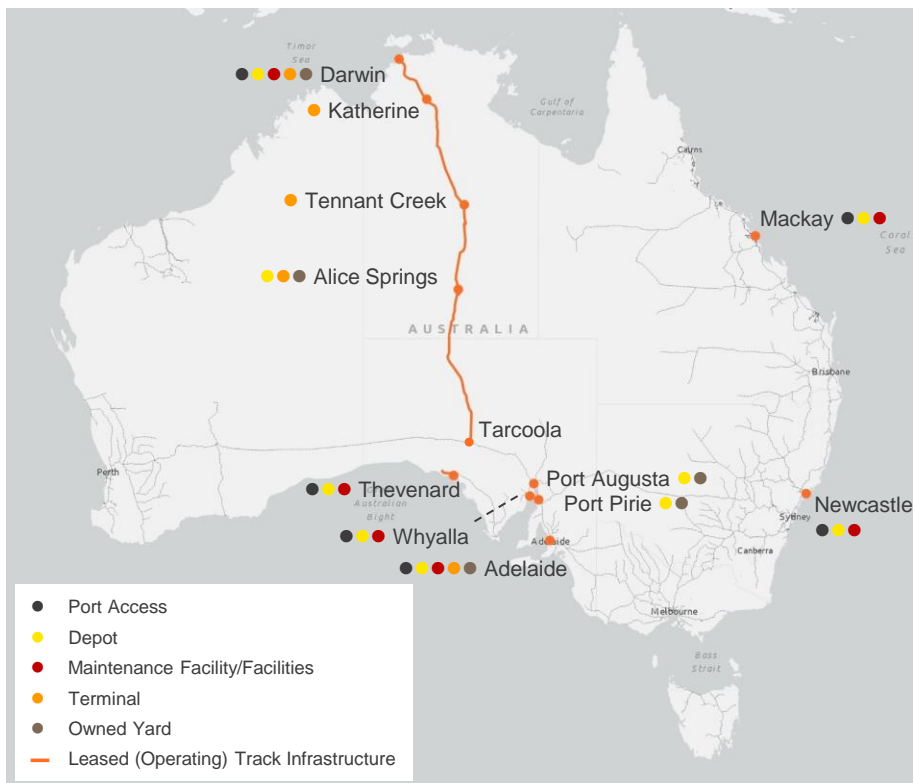 Timor
Sea
Darwin
Katherine
Gulf of
Carpentaria
Cairns
Tennant Creek
Mackay
Coral
Sea
Alice Springs
AUSTRALIA
Brisbane
Tarcoola
Perth
Port Augusta
Thevenard
Port Pirie
Newcastle
Australian
Bight
Sydney
Whyalla
Adelaide
Canberra
Adelaide
Melbourne
Bass
Strait
Port Access
Depot
Maintenance Facility/Facilities
Terminal
Owned Yard
Leased (Operating) Track Infrastructure